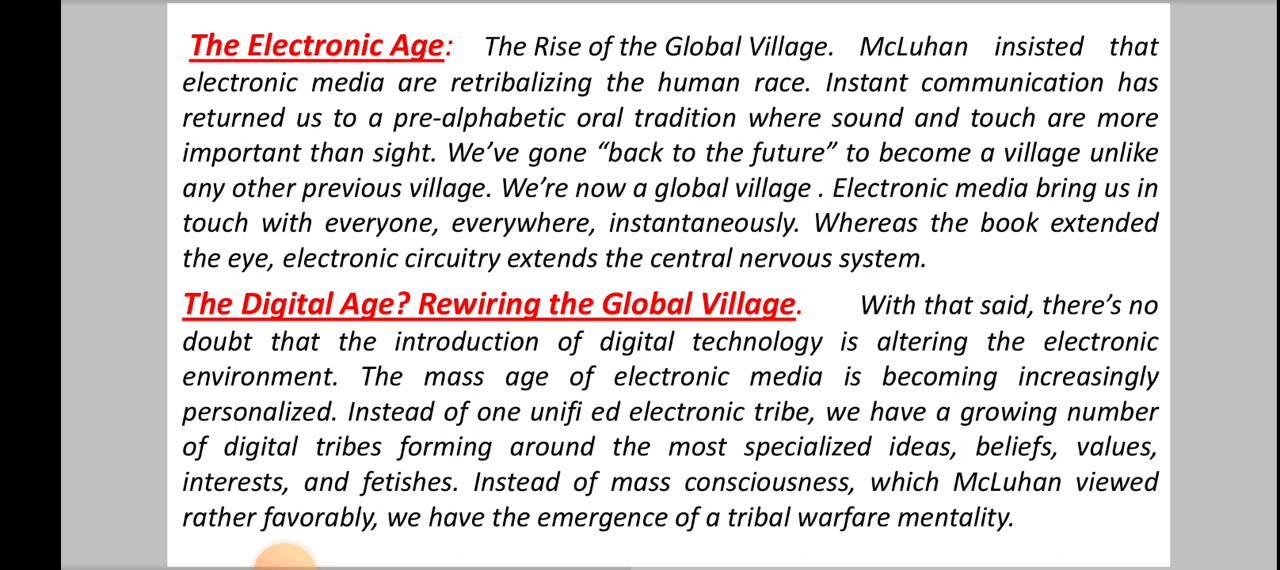 The Electronic Age: The Rise of the Global Village. McLuhan insisted that
electronic media are retribalizing the human race. Instant communication has
returned us to a pre-alphabetic oral tradition where sound and touch are more
important than sight. We’ve gone “back to the future” to become a village unlike
any other previous village. We’re now a global village . Electronic media bring us in
touch with everyone, everywhere, instantaneously. Whereas the book extended
the eye, electronic circuitry extends the central nervous system.
The Digital Age? Rewiring the Global Village. With that said, there’s no
doubt that the introduction of digital technology is altering the electronic
environment. The mass age of electronic media is becoming increasingly
personalized. Instead of one unifi ed electronic tribe, we have a growing number
of digital tribes forming around the most specialized ideas, beliefs, values,
interests, and fetishes. Instead of mass consciousness, which McLuhan viewed
rather favorably, we have the emergence of a tribal warfare mentality.